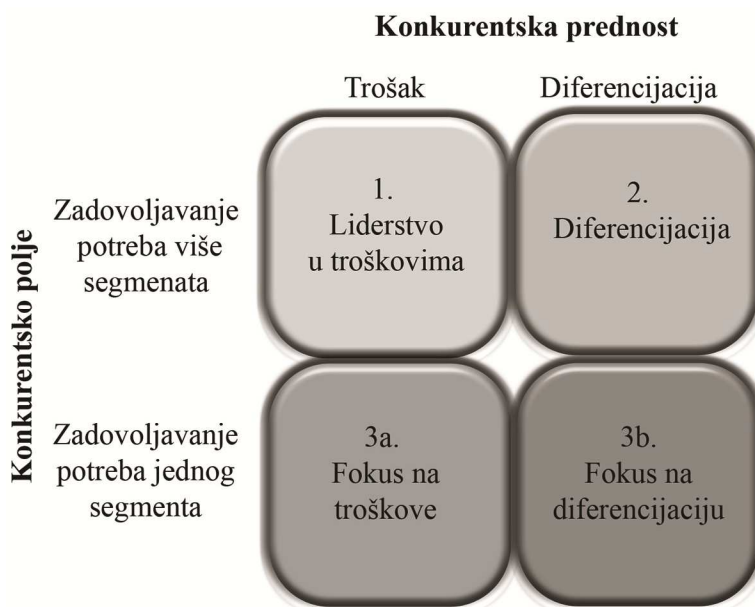 Konkurentska prednost
Trošak
Diferencijacija
Konkurentsko polje
Zadovoljavanje
potreba više
segmenata
1.
Liderstvo
u troškovima
2.
Diferencijacija
Zadovoljavanje
potreba jednog
segmenta
3a.
Fokus na
troškove
3b.
Fokus na
diferencijaciju